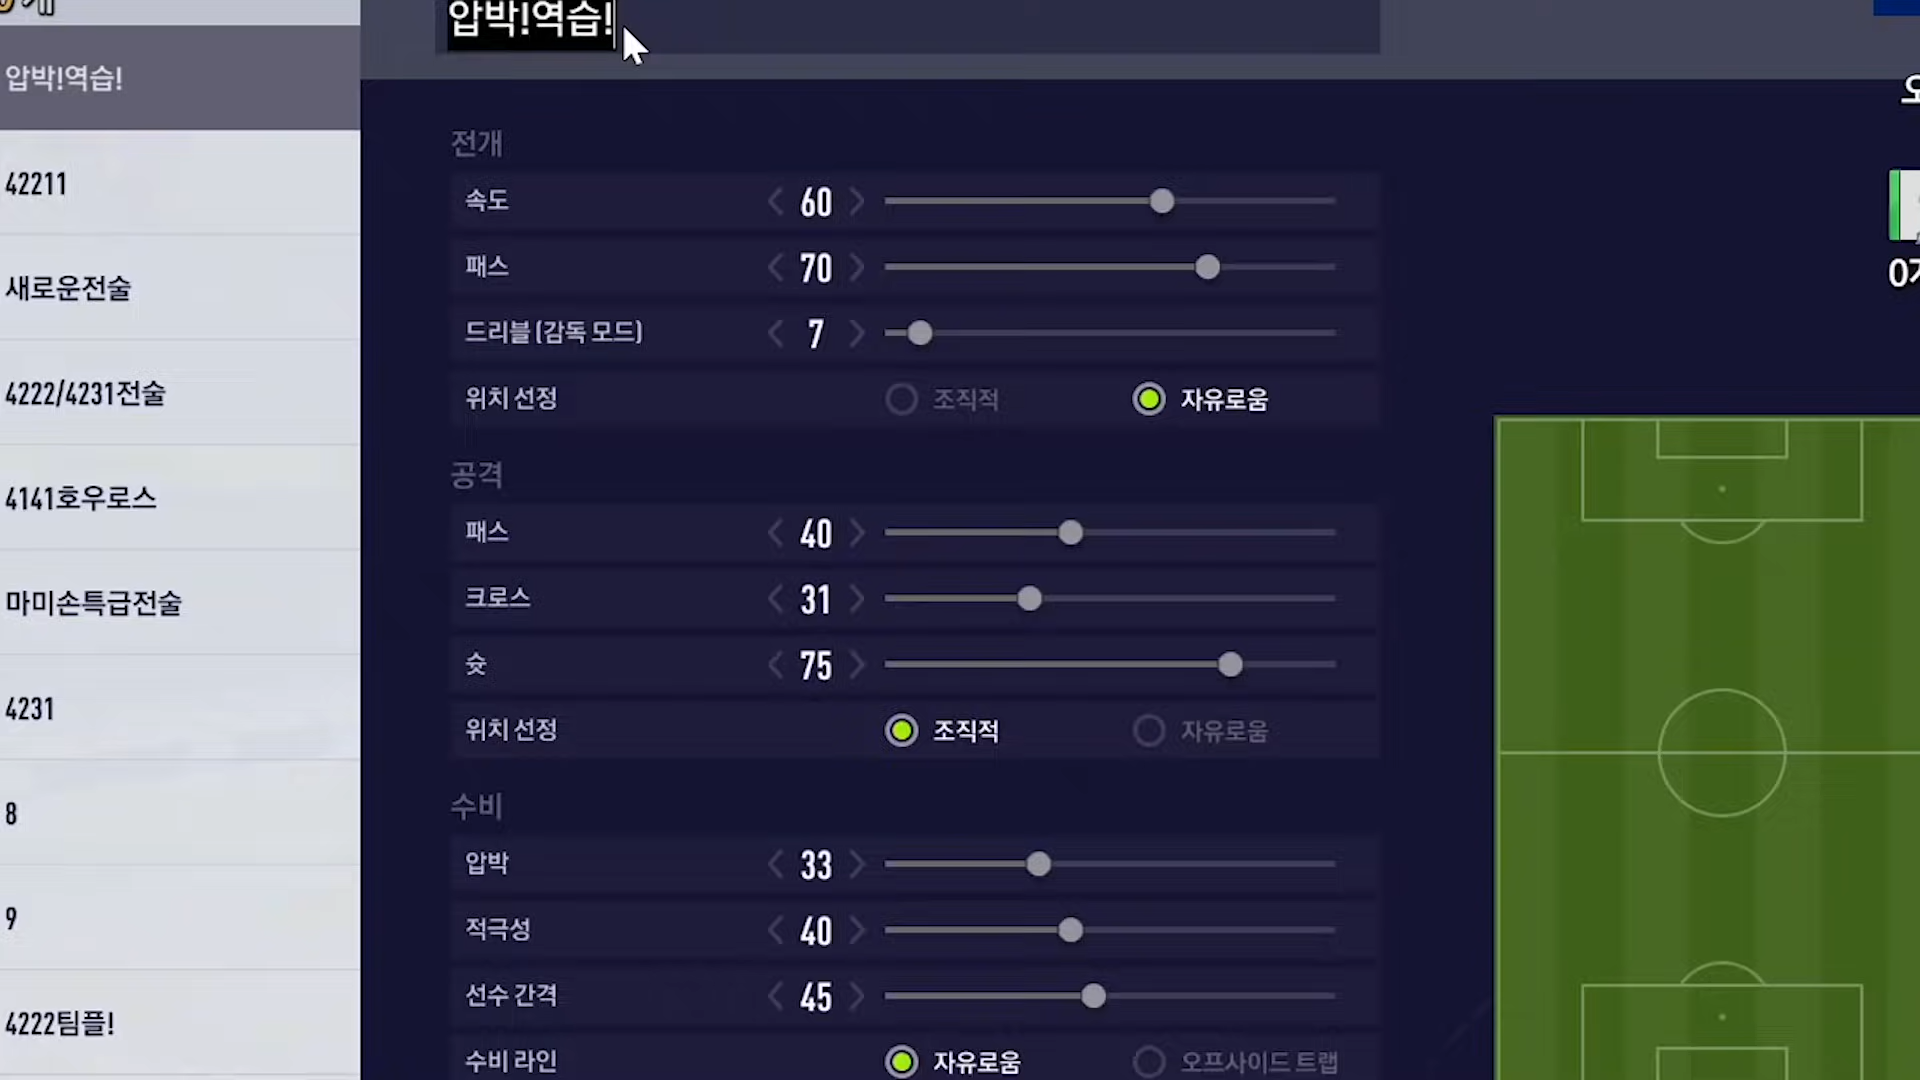 압박!역습!
압박!역습!
42211
새로운전술
4222/4231전술
4141호우로스
마미손특급전술
4231
8
9
4222팀플!
전개
속도 60
패스 70
드리블 (감독 모드) 7
위치 선정 조직적 자유로움
공격
패스 40
크로스 31
슛 75
위치 선정 조직적 자유로움
수비
압박 33
적극성 40
선수 간격 45
수비 라인 자유로움 오프사이드 트랩